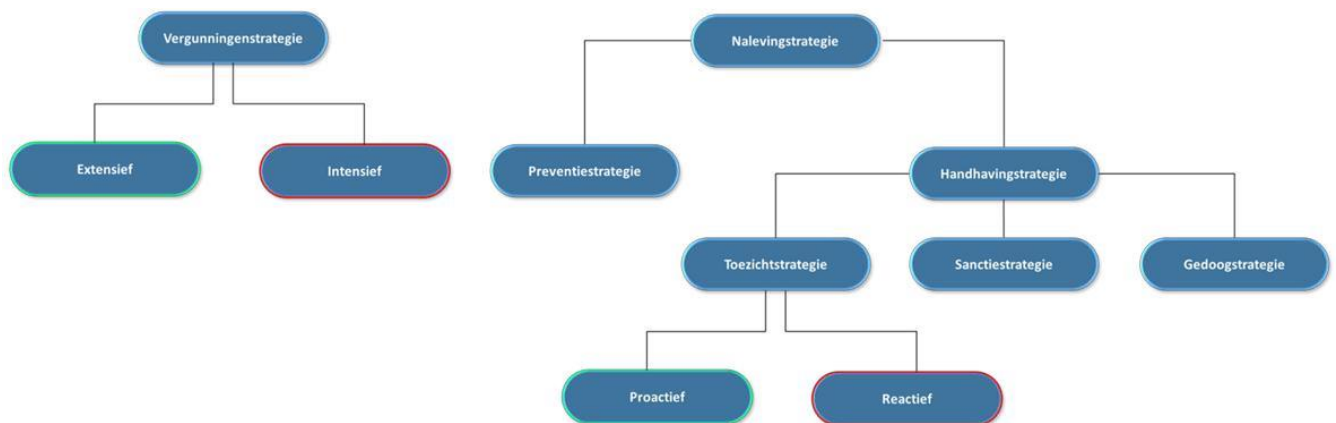 Vergunningenstrategie
Nalevingstrategie
Extensief
Intensief
Preventiestrategie
Handhavingstrategie
Toezichtstrategie
Sanctiestrategie
Gedoogstrategie
Proactief
Reactief